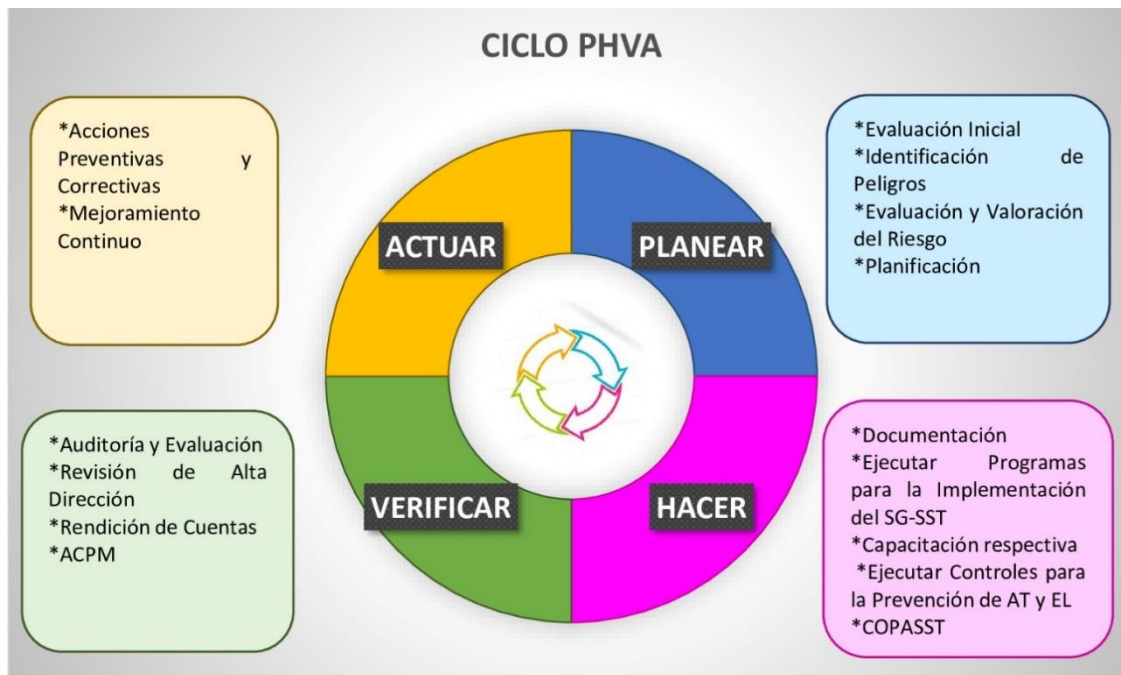 CICLO PHVA
*Acciones
Preventivas y
Correctivas
*Mejoramiento
Continuo
ACTUAR
PLANEAR
*Evaluación Inicial
*Identificación de
Peligros
*Evaluación y Valoración
del Riesgo
*Planificación
*Auditoría y Evaluación
*Revisión de Alta
Dirección
*Rendición de Cuentas
*ACPM
VERIFICAR
HACER
*Documentación
*Ejecutar Programas
para la Implementación
del SG-SST
*Capacitación respectiva
*Ejecutar Controles para
la Prevención de AT y EL
*COPASST